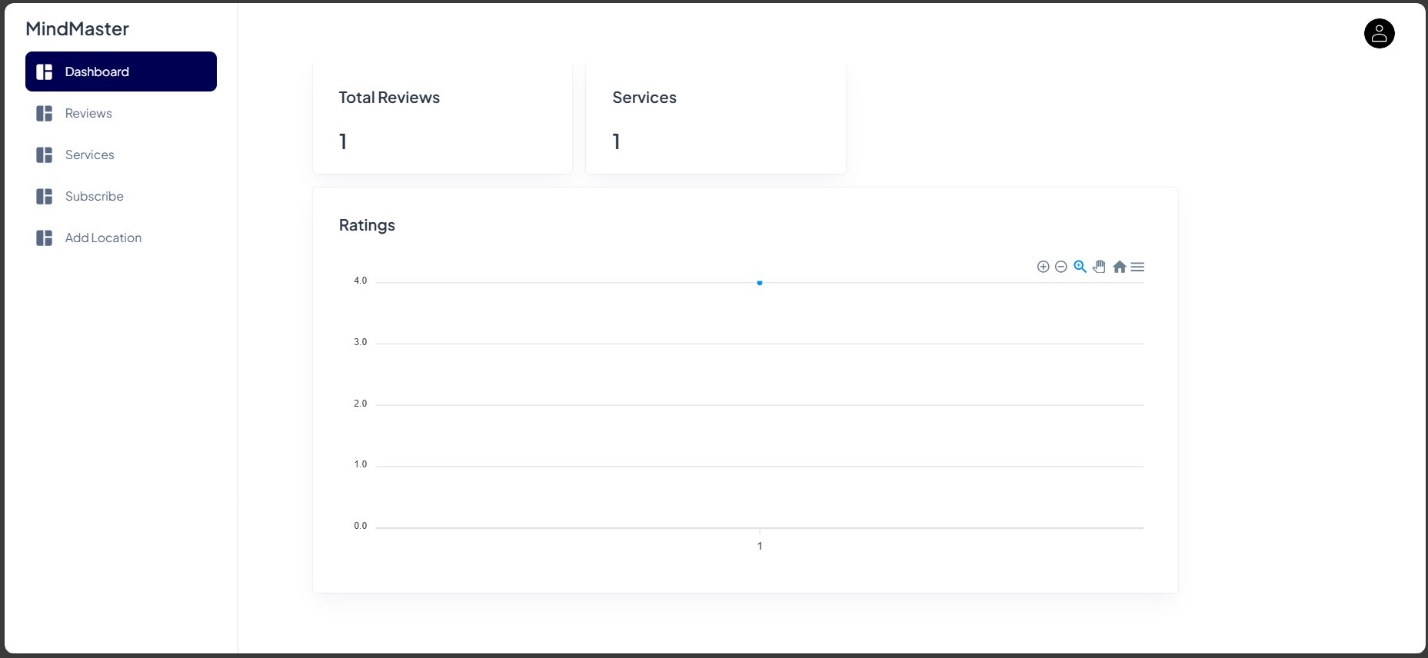 MindMaster
Dashboard
Reviews
Services
Subscribe
Add Location
Total Reviews
1
Services
1
Ratings
4.0
3.0
2.0
1.0
0.0
1